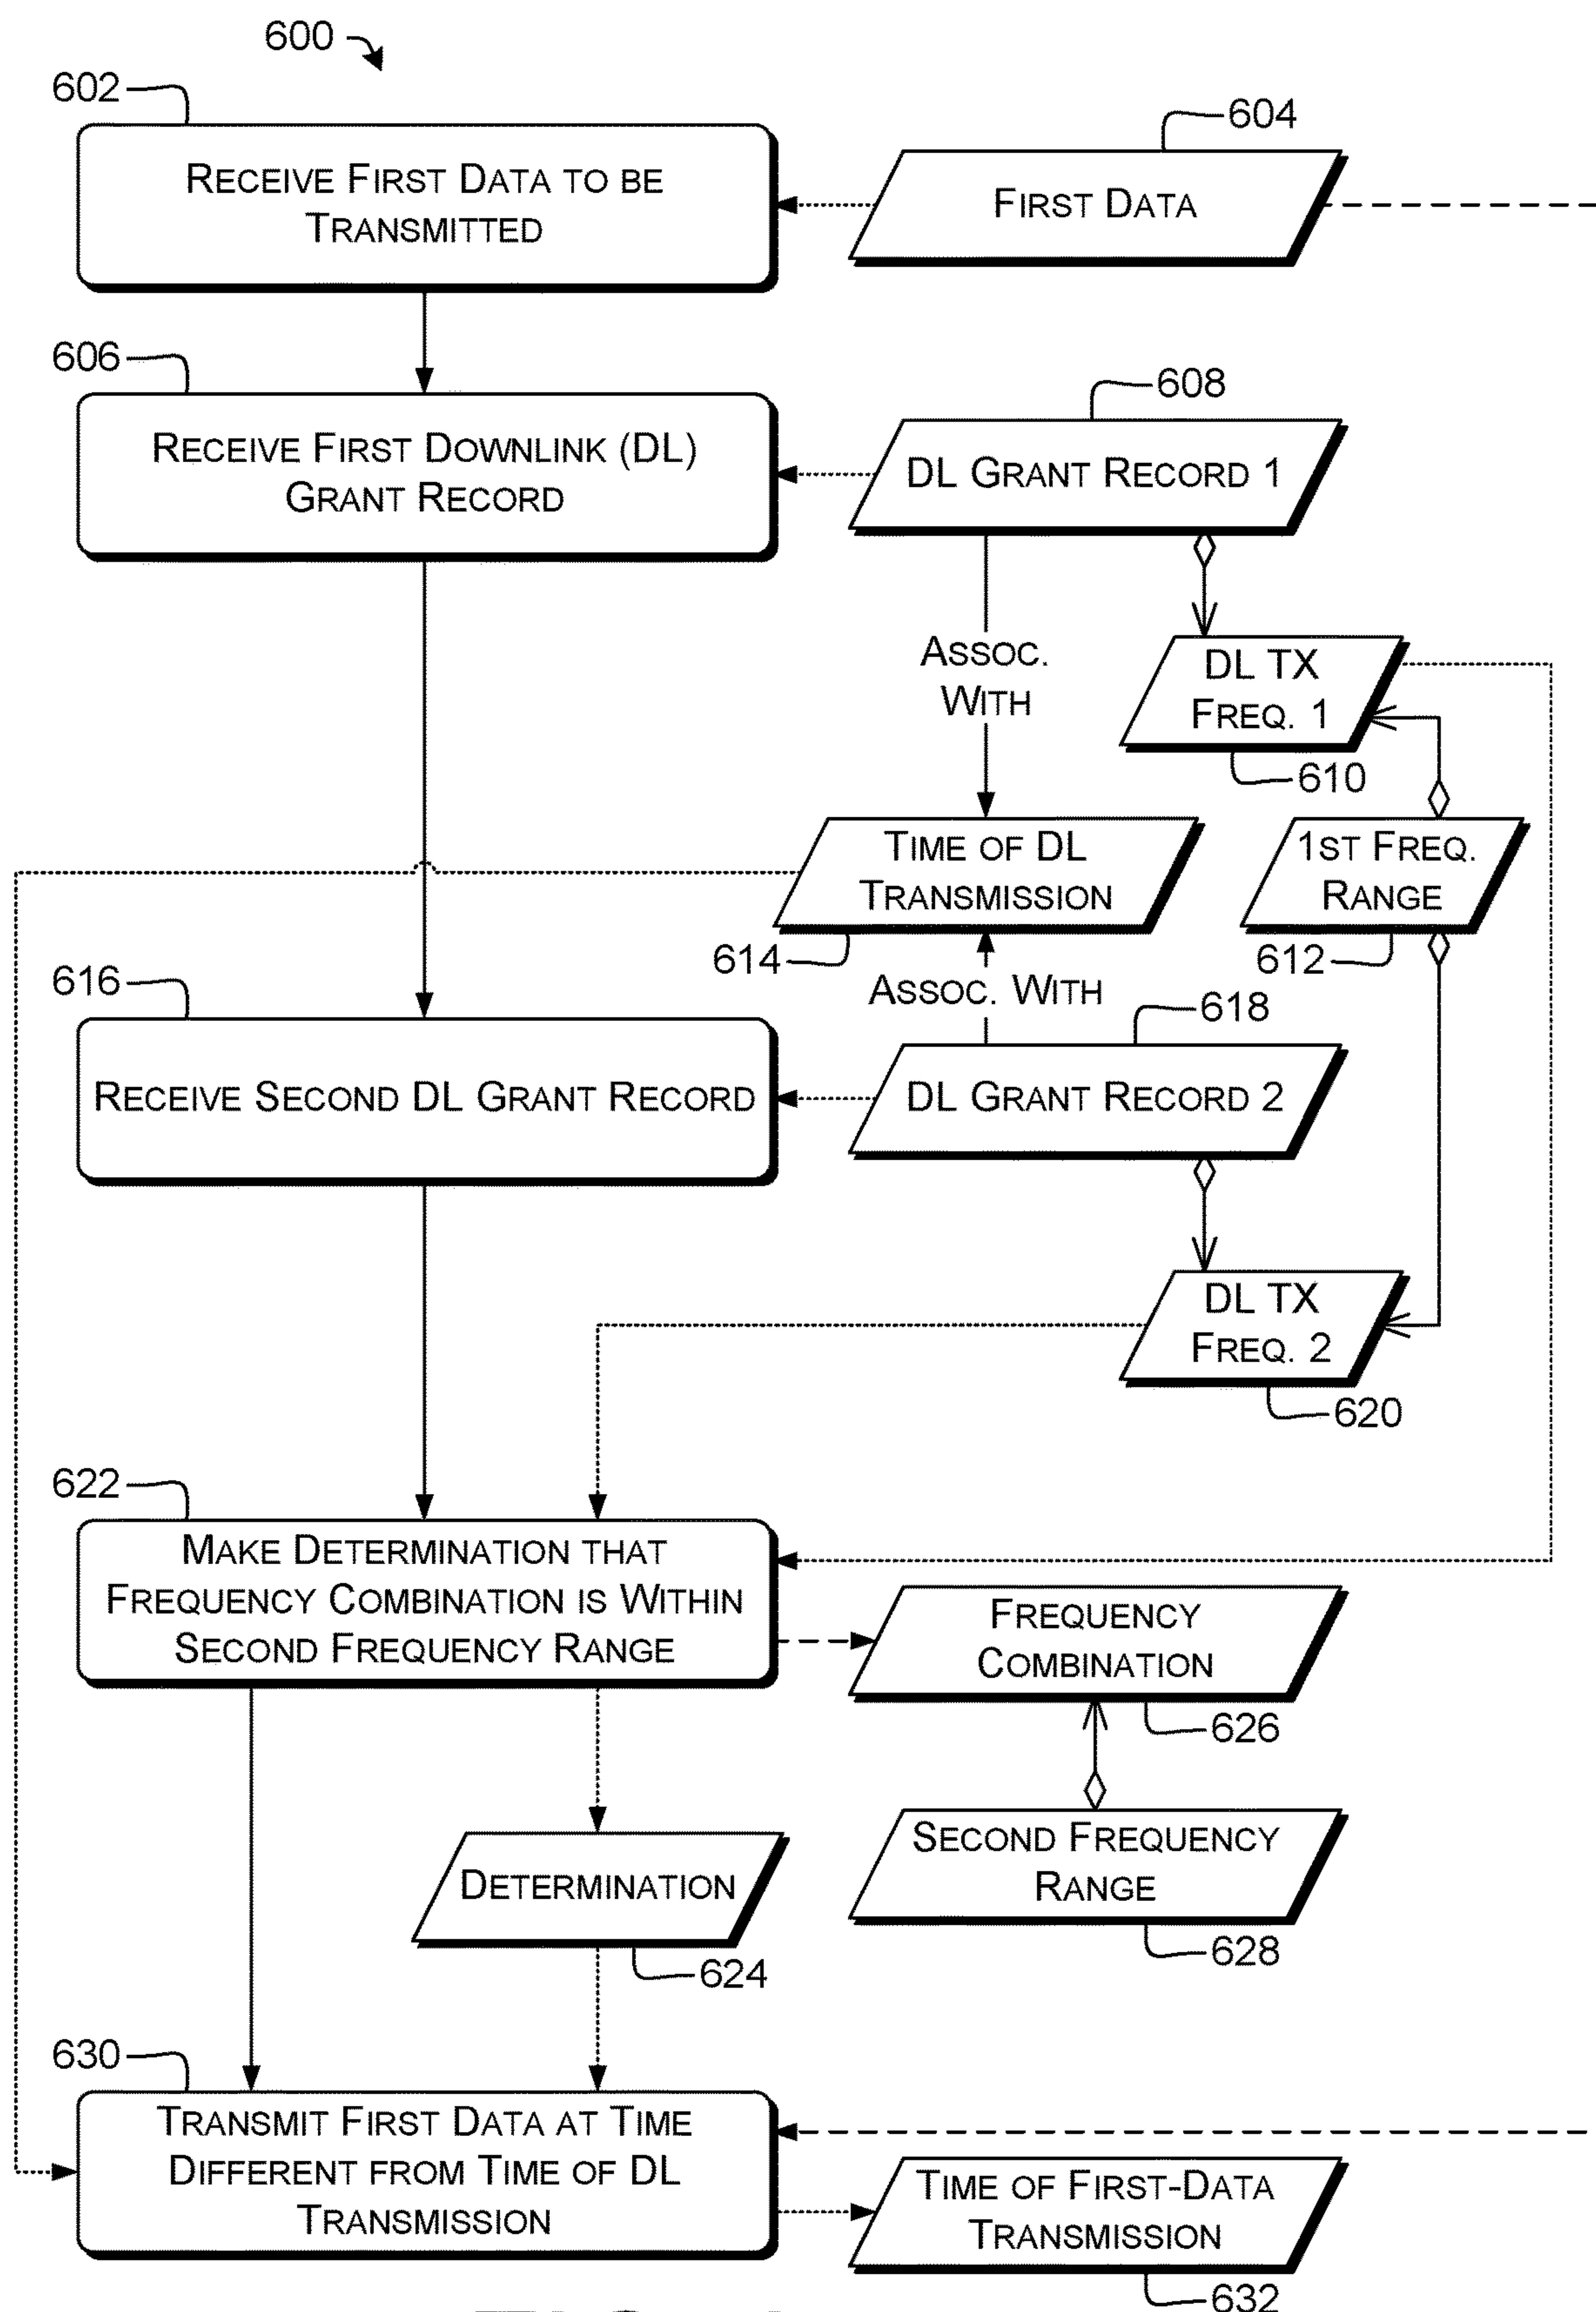 600
602
RECEIVE FIRST DATA TO BE
TRANSMITTED
604
FIRST DATA
606
RECEIVE FIRST DOWNLINK (DL)
GRANT RECORD
608
DL GRANT RECORD 1
ASSOC.
WITH
DL TX
FREQ. 1
610
TIME OF DL
TRANSMISSION
614
1ST FREQ.
RANGE
612
ASSOC. WITH
616
RECEIVE SECOND DL GRANT RECORD
618
DL GRANT RECORD 2
DL TX
FREQ. 2
620
622
MAKE DETERMINATION THAT
FREQUENCY COMBINATION IS WITHIN
SECOND FREQUENCY RANGE
FREQUENCY
COMBINATION
626
SECOND FREQUENCY
RANGE
628
DETERMINATION
624
630
TRANSMIT FIRST DATA AT TIME
DIFFERENT FROM TIME OF DL
TRANSMISSION
TIME OF FIRST-DATA
TRANSMISSION
632